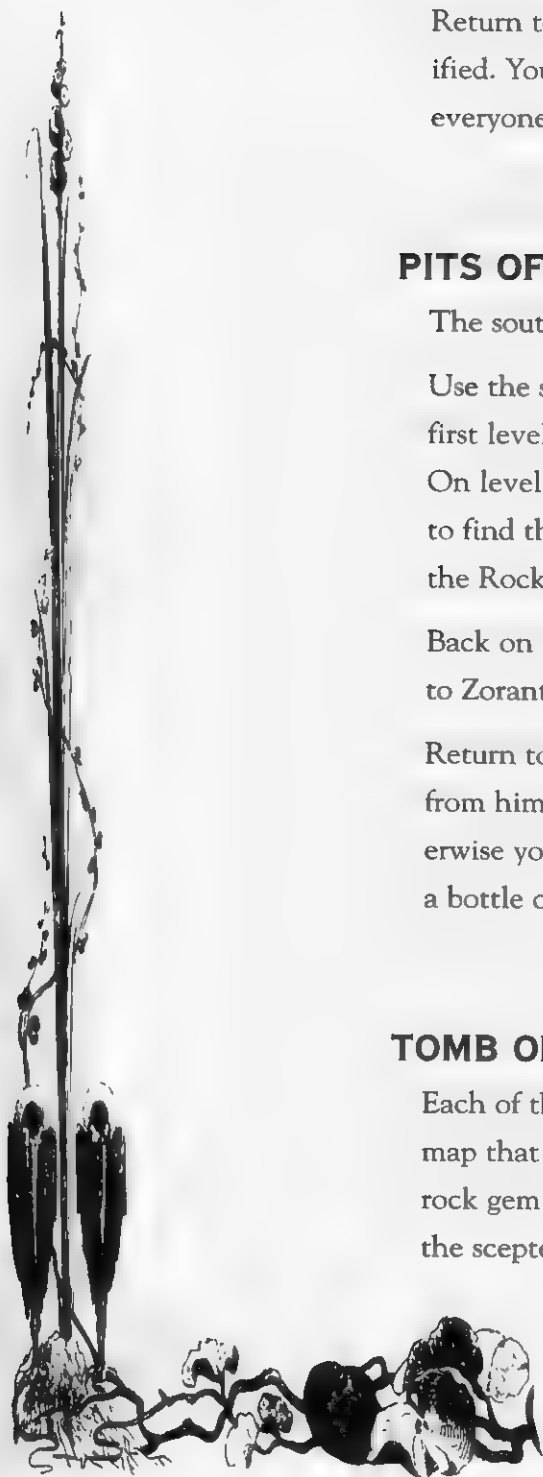 Return t
ified. You
everyone
PITS OF
The sout
Use the s
first level
On level
to find th
the Rock
Back on
to Zorant
Return to
from him
erwise yo
a bottle o
TOMB O
Each of th
map that
rock gem
the scepte